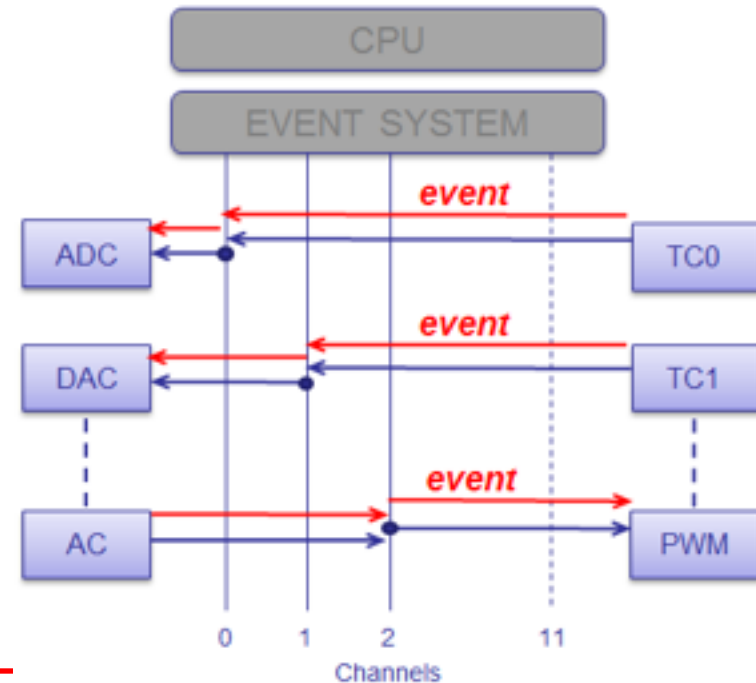 CPU
EVENT SYSTEM
event
ADC
TC0
event
DAC
TC1
event
AC
PWM
0 1 2 11
Channels